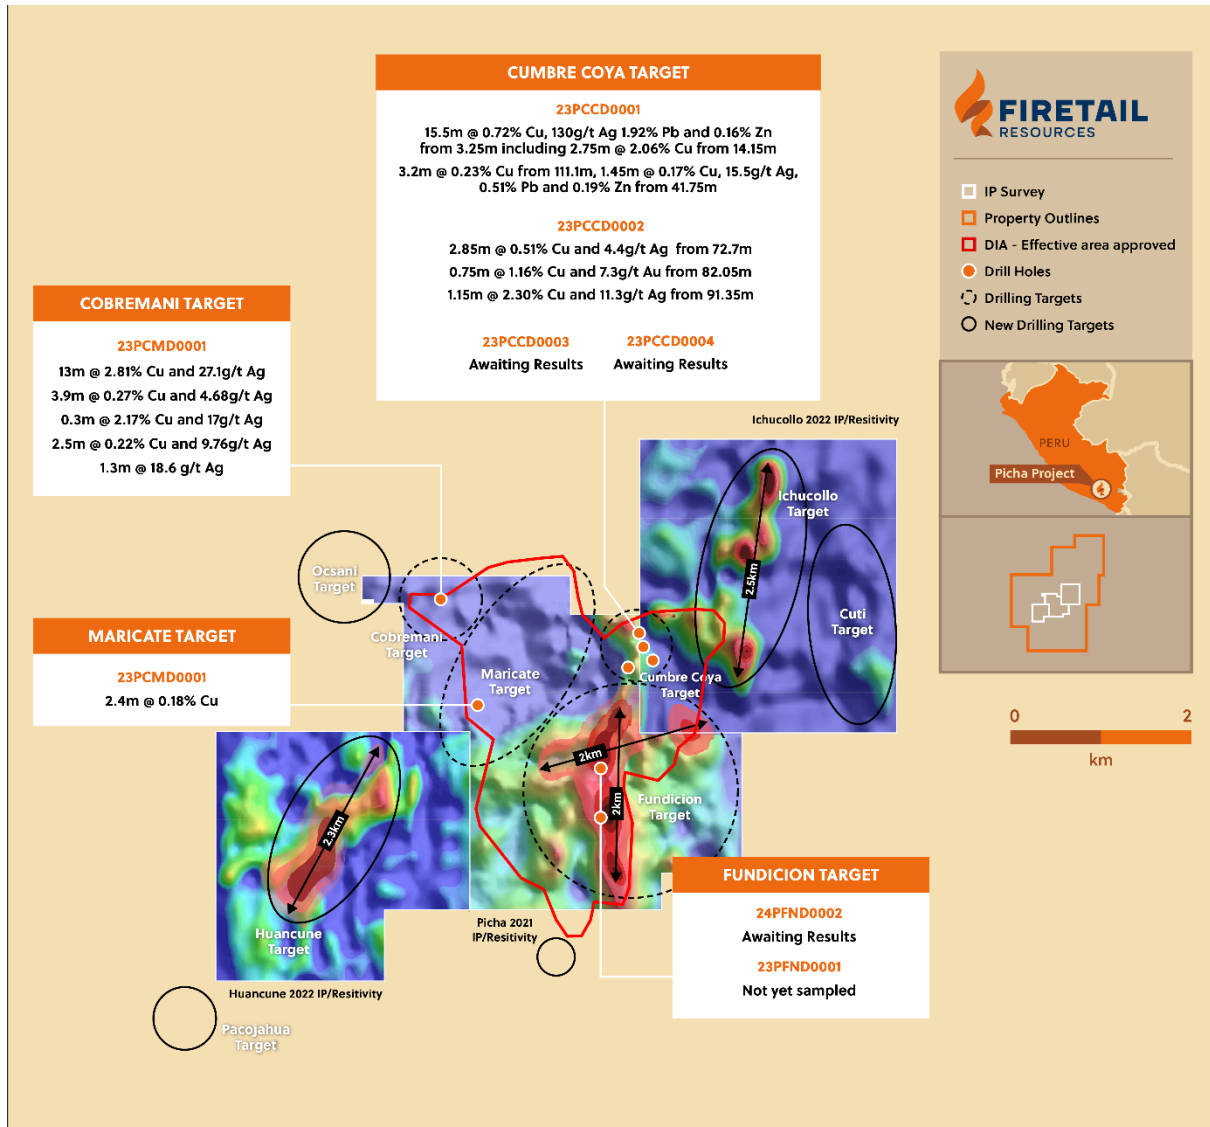 CUMBRE COYA TARGET
23PCCD0001
15.5m @ 0.72% Cu, 130g/t Ag 1.92% Pb and 0.16% Zn
from 3.25m including 2.75m @ 2.06% Cu from 14.15m
3.2m @ 0.23% Cu from 111.1m, 1.45m @ 0.17% Cu, 15.5g/t Ag,
0.51% Pb and 0.19% Zn from 41.75m
23PCCD0002
2.85m @ 0.51% Cu and 4.4g/t Ag from 72.7m
0.75m @ 1.16% Cu and 7.3g/t Au from 82.05m
1.15m @ 2.30% Cu and 11.3g/t Ag from 91.35m
23PCCD0003
Awaiting Results
23PCCD0004
Awaiting Results
FIRETAIL
RESOURCES
IP Survey
Property Outlines
DIA - Effective area approved
Drill Holes
Drilling Targets
New Drilling Targets
PERU
Picha Project
0
2
km
COBREMANI TARGET
23PCMD0001
13m @ 2.81% Cu and 27.1g/t Ag
3.9m @ 0.27% Cu and 4.68g/t Ag
0.3m @ 2.17% Cu and 17g/t Ag
2.5m @ 0.22% Cu and 9.76g/t Ag
1.3m @ 18.6 g/t Ag
MARICATE TARGET
23PCMD0001
2.4m @ 0.18% Cu
Ichucollo 2022 IP/Resitivity
Ichucollo
Target
2.5km
Cuti
Target
Ocsani
Target
Cobremani
Target
Maricate
Target
Cumbre Coya
Target
2km
2km
Fundicion
Target
2.3km
Huancune
Target
Huancune 2022 IP/Resitivity
Picha 2021
IP/Resitivity
Pacojahua
Target
FUNDICION TARGET
24PFND0002
Awaiting Results
23PFND0001
Not yet sampled